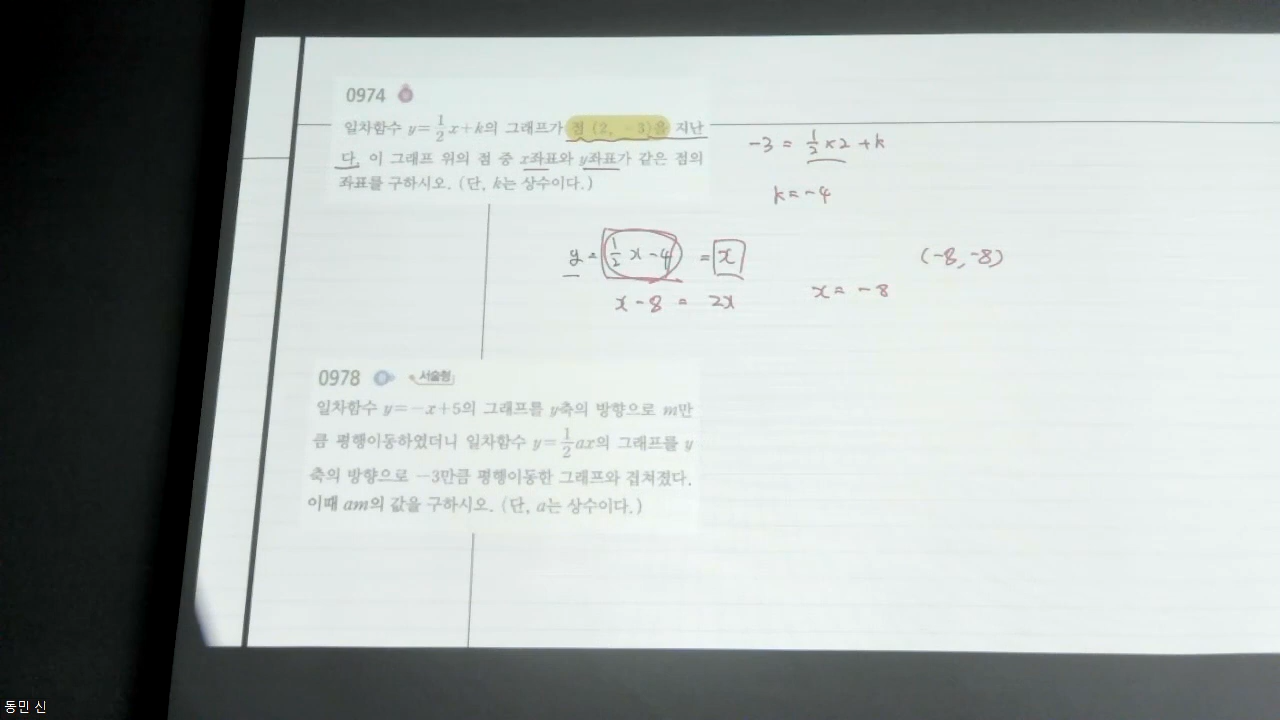 0974
일차함수 y=1/2x+k의 그래프가 점 (2, -3)을 지난
다. 이 그래프 위의 점 중 x좌표와 y좌표가 같은 점의
좌표를 구하시오. (단, k는 상수이다.)
-3 = 1/2×2+k
k=-4
y = 1/2 x-4 = x
x-8 = 2x
x = -8
(-8, -8)
0978 서술형
일차함수 y=-x+5의 그래프를 y축의 방향으로 m만
큼 평행이동하였더니 일차함수 y=1/2ax의 그래프를 y
축의 방향으로 -3만큼 평행이동한 그래프와 겹쳐졌다.
이때 am의 값을 구하시오. (단, a는 상수이다.)
동민 신